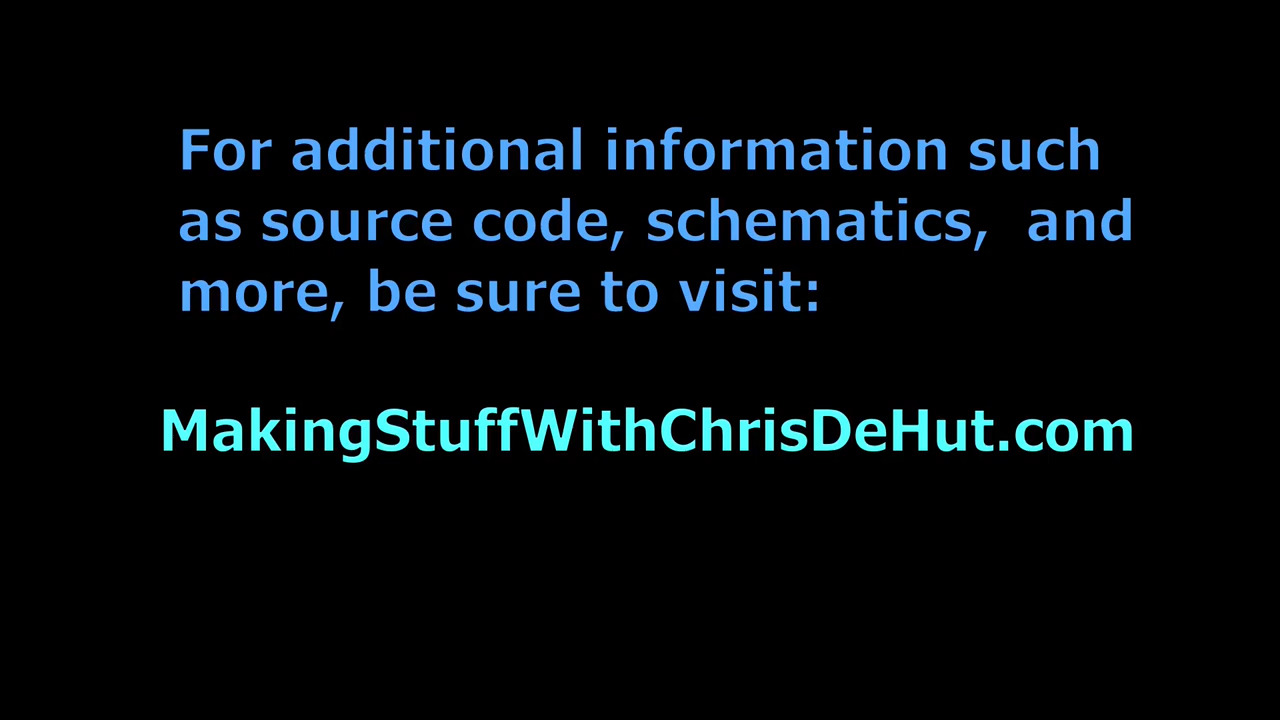 For additional information such
as source code, schematics,  and
more, be sure to visit:
MakingStuffWithChrisDeHut.com